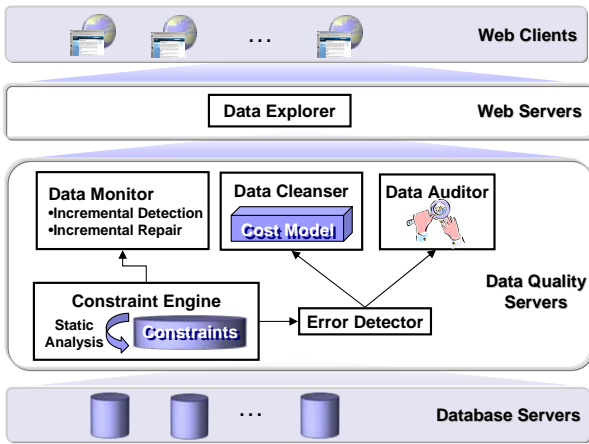 ...
Web Clients
Data Explorer
Web Servers
Data Monitor
•Incremental Detection
•Incremental Repair
Data Cleanser
Cost Model
Data Auditor
Data Quality
Servers
Constraint Engine
Static
Analysis
Constraints
Error Detector
...
Database Servers